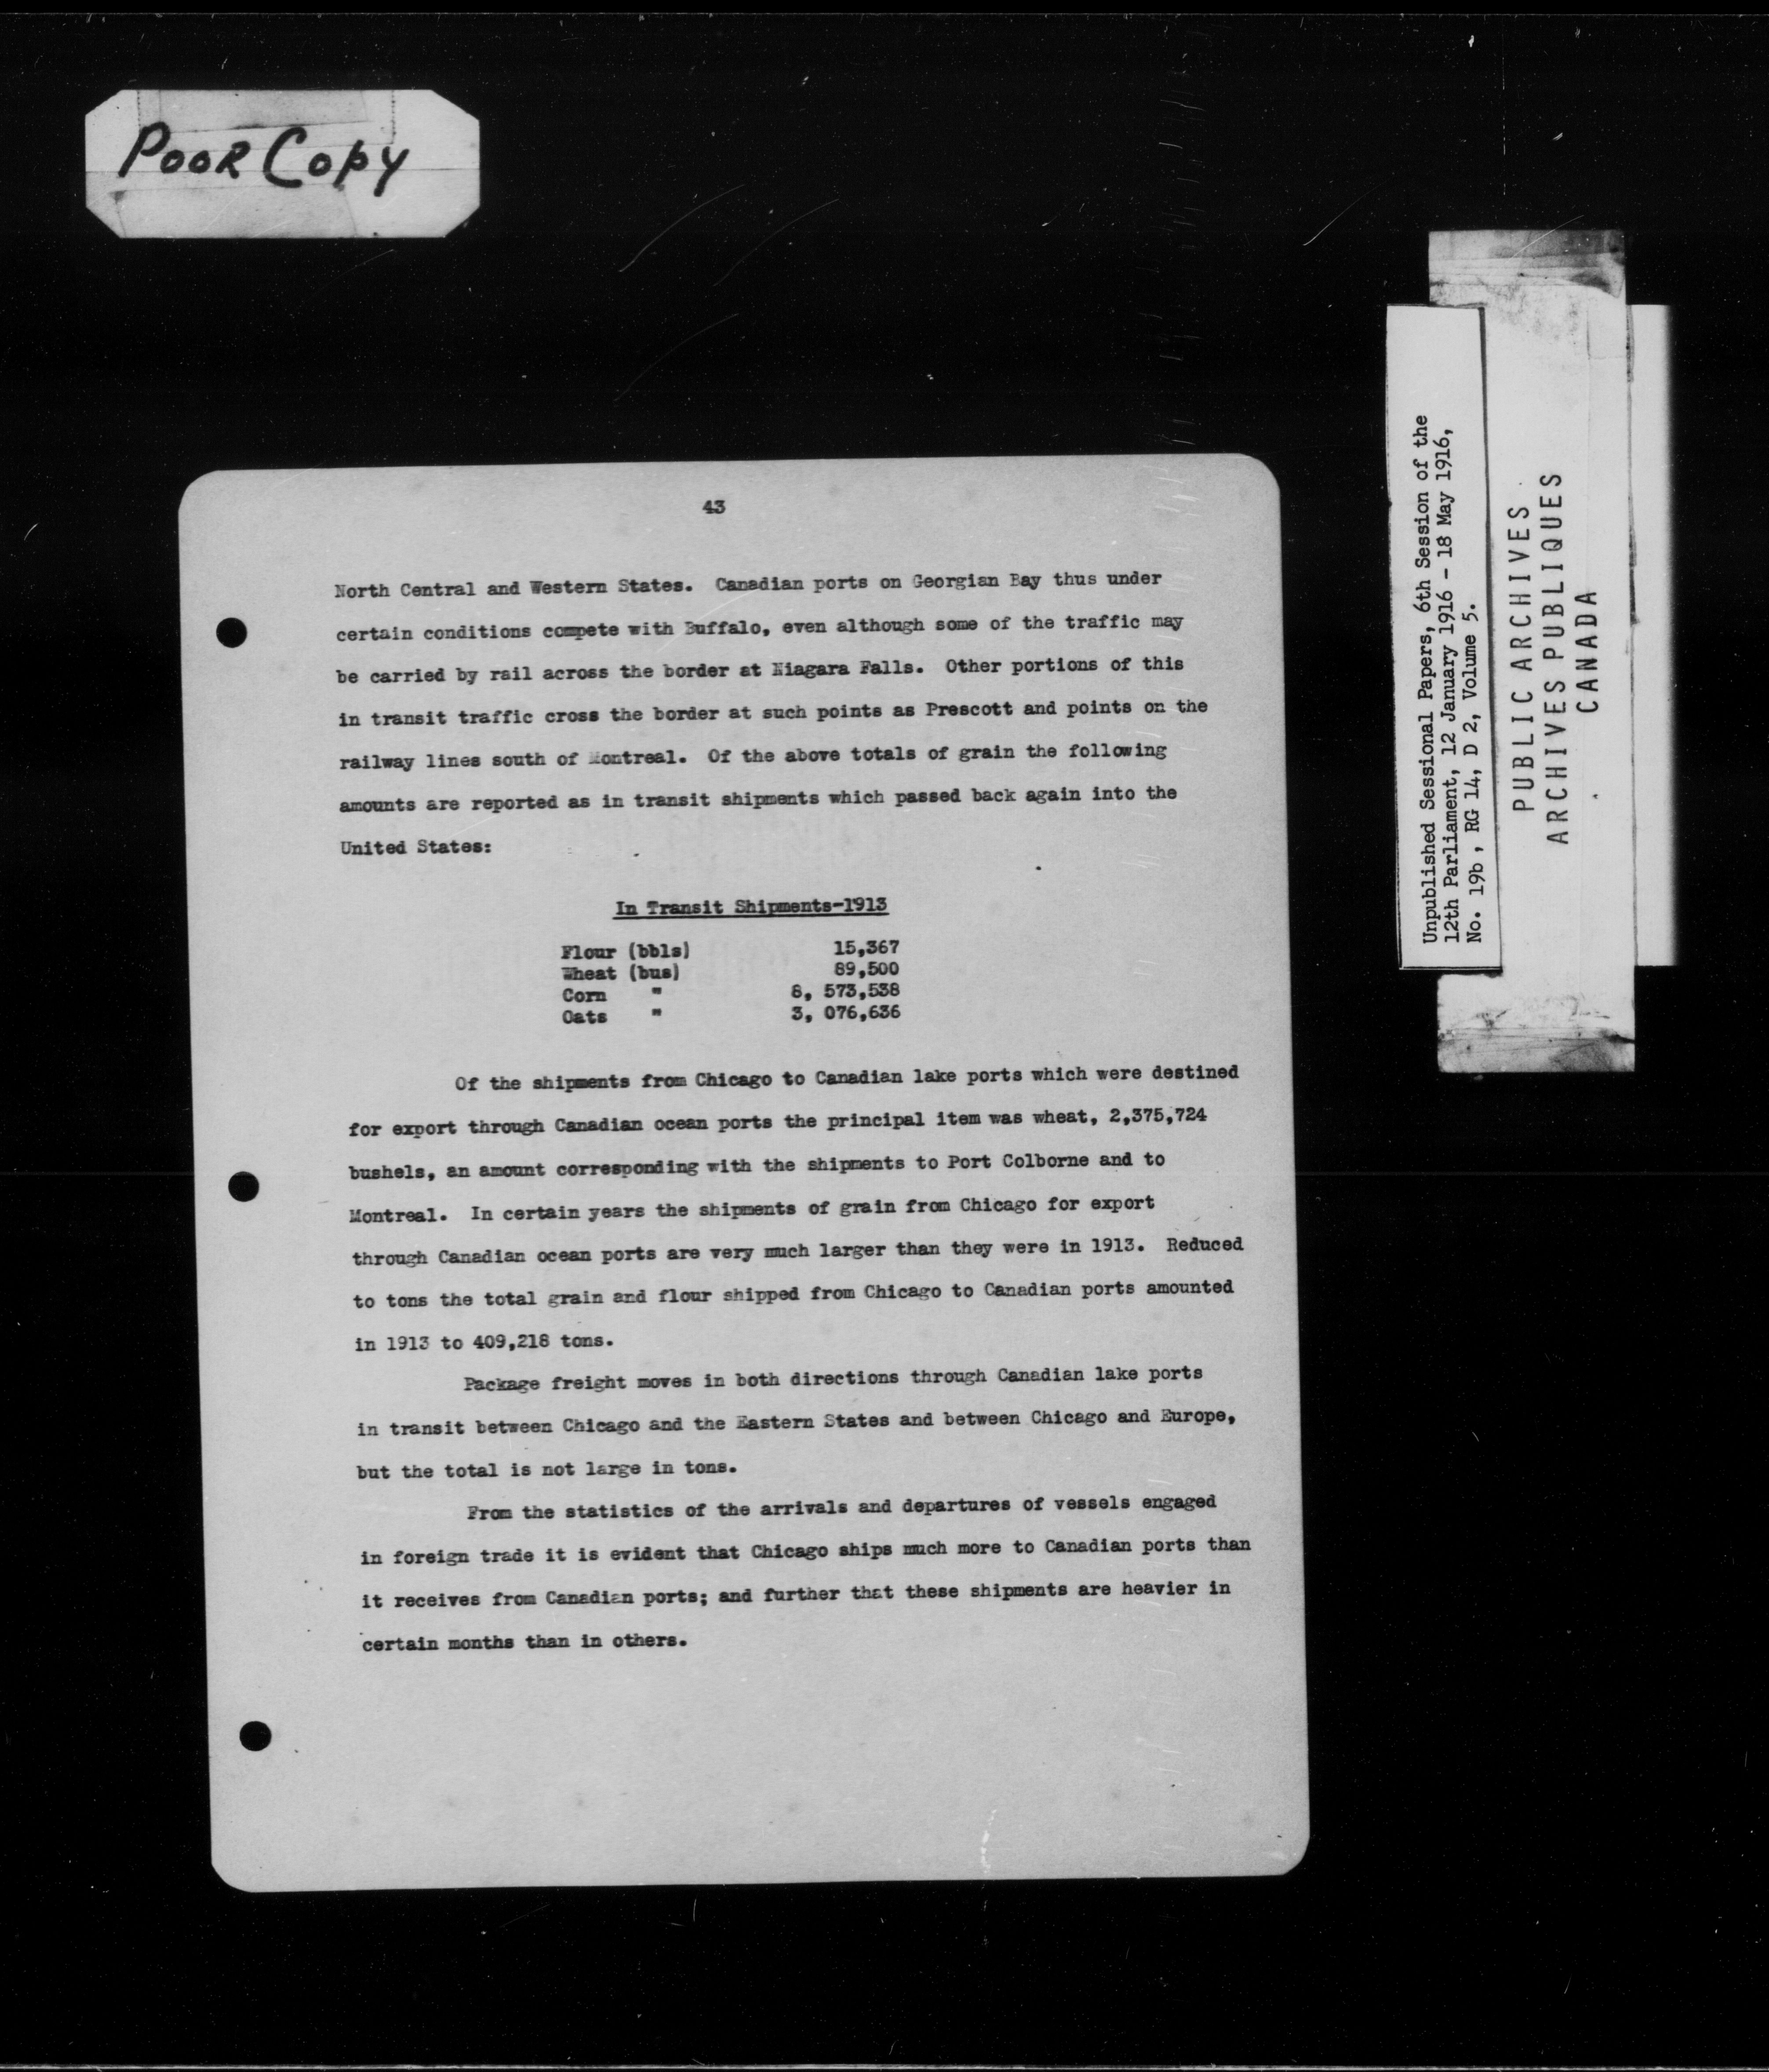 Poor Copy
43
North Central and Western States. Canadian ports on Georgian Bay thus under
certain conditions compete with Buffalo, even although some of the traffic may
be carried by rail across the border at Niagara Falls. Other portions of this
in transit traffic cross the border at such points as Prescott and points on the
railway lines south of Montreal. Of the above totals of grain the following
amounts are reported as in transit shipments which passed back again into the
United States:
In Transit Shipments-1913
Flour (bbls) 15,367
Wheat (bus) 89,500
Corn " 8, 573,538
Oats " 3, 076,636
Of the shipments from Chicago to Canadian lake ports which were destined
for export through Canadian ocean ports the principal item was wheat, 2,375,724
bushels, an amount corresponding with the shipments to Port Colborne and to
Montreal. In certain years the shipments of grain from Chicago for export
through Canadian ocean ports are very much larger than they were in 1913. Reduced
to tons the total grain and flour shipped from Chicago to Canadian ports amounted
in 1913 to 409,218 tons.
Package freight moves in both directions through Canadian lake ports
in transit between Chicago and the Eastern States and between Chicago and Europe,
but the total is not large in tons.
From the statistics of the arrivals and departures of vessels engaged
in foreign trade it is evident that Chicago ships much more to Canadian ports than
it receives from Canadian ports; and further that these shipments are heavier in
certain months than in others.
Unpublished Sessional Papers, 6th Session of the
12th Parliament, 12 January 1916 - 18 May 1916,
No. 19b, RG 14, D 2, Volume 5.
PUBLIC ARCHIVES
ARCHIVES PUBLIQUES
CANADA